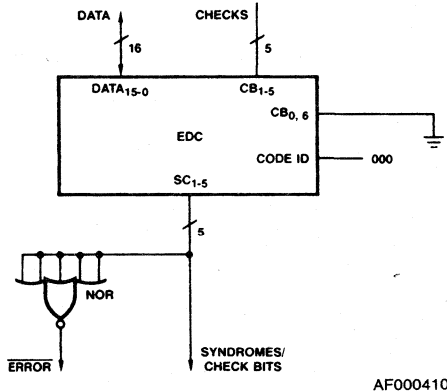 DATA
CHECKS
16
5
DATA15-0
CB1-5
CB0, 6
EDC
CODE ID
000
SC1-5
5
NOR
ERROR
SYNDROMES/
CHECK BITS
AF000410